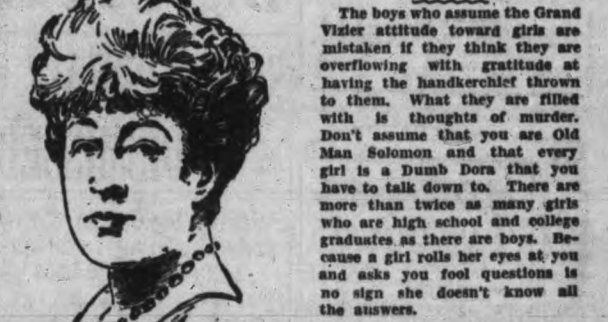 The boys who assume the Grand
Vizier attitude toward girls are
mistaken if they think they are
overflowing with gratitude at
having the handkerchief thrown
to them. What they are filled
with is thoughts of murder.
Don't assume that you are Old
Man Solomon and that every
girl is a Dumb Dora that you
have to talk down to. There are
more than twice as many girls
who are high school and college
graduates as there are boys. Be-
cause a girl rolls her eyes at you
and asks you fool questions is
no sign she doesn't know all
the answers.